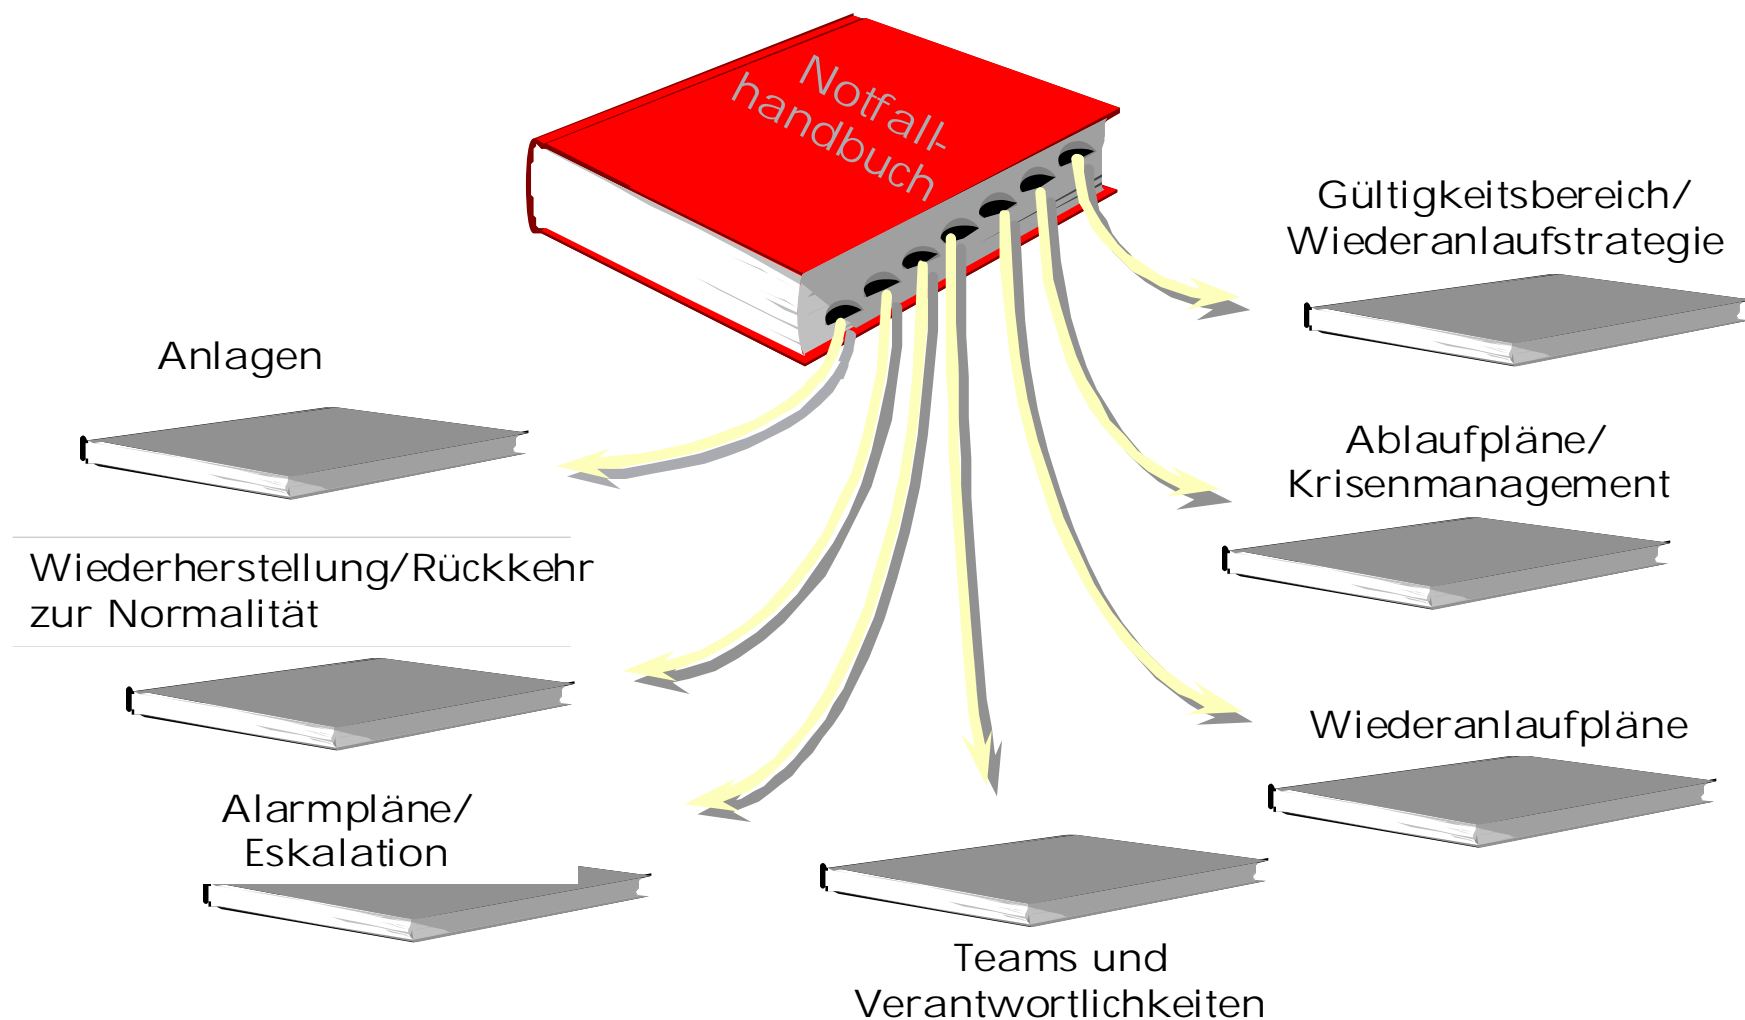 Notfall-
handbuch
Gültigkeitsbereich/
Wiederanlaufstrategie
Anlagen
Ablaufpläne/
Krisenmanagement
Wiederherstellung/Rückkehr
zur Normalität
Wiederanlaufpläne
Alarmpläne/
Eskalation
Teams und
Verantwortlichkeiten